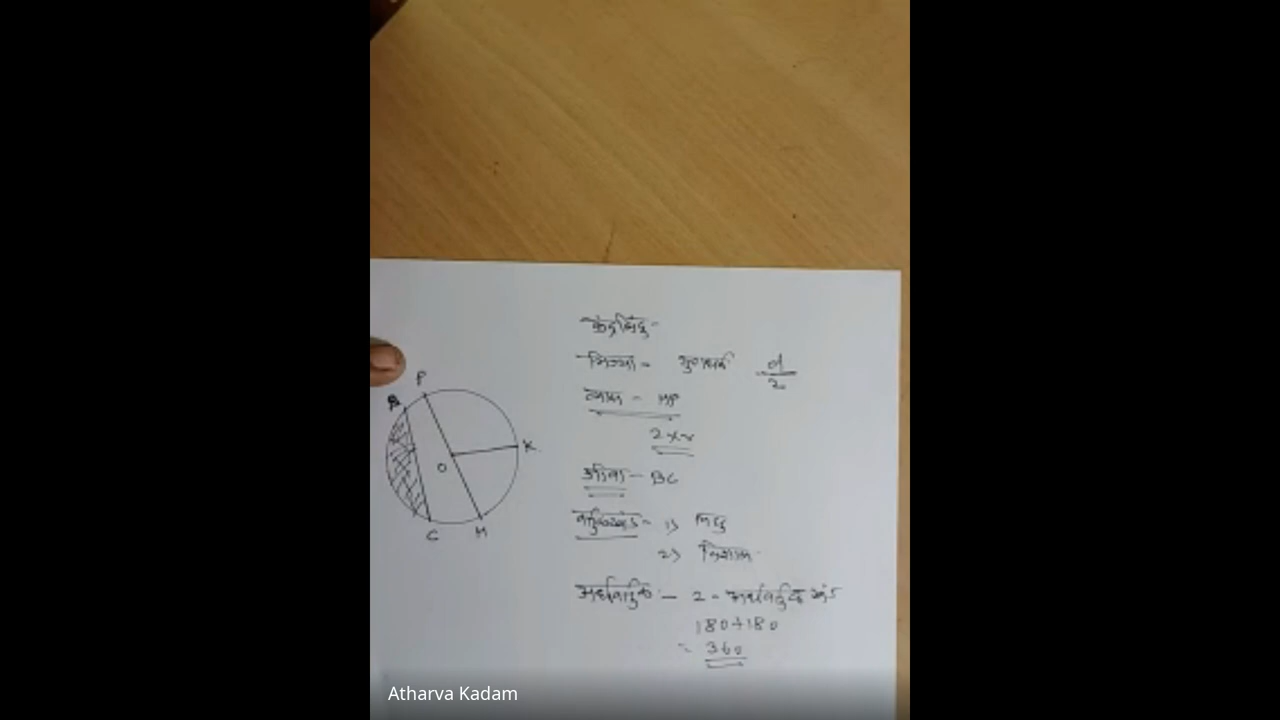 केंद्रबिंदु -
त्रिज्या = d/2
व्यास - MP
2×r
जीवा - BC
वर्तुळखंड - 1) लघु
2) विशाल
अर्धवर्तुळ - 2 - अर्धवर्तुळ खंड
180+180
= 360
P
B
K
O
C
M
Atharva Kadam